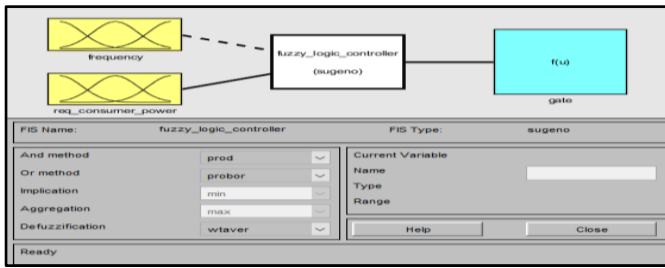 frequency
fuzzy_logic_controller
(sugeno)
f(u)
req_consumer_power
gate
FIS Name: fuzzy_logic_controller FIS Type: sugeno
And method prod
Or method probor
Implication min
Aggregation max
Defuzzification wtaver
Current Variable
Name
Type
Range
Help Close
Ready